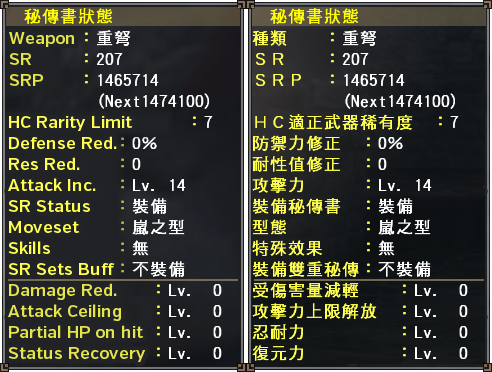 秘傳書狀態
Weapon : 重弩
SR : 207
SRP : 1465714
(Next1474100)
HC Rarity Limit : 7
Defense Red. : 0%
Res Red. : 0
Attack Inc. : Lv. 14
SR Status : 裝備
Moveset : 嵐之型
Skills : 無
SR Sets Buff : 不裝備
Damage Red. : Lv. 0
Attack Ceiling : Lv. 0
Partial HP on hit : Lv. 0
Status Recovery : Lv. 0
秘傳書狀態
種類 : 重弩
ＳＲ : 207
ＳＲＰ : 1465714
(Next1474100)
ＨＣ適正武器稀有度 : 7
防禦力修正 : 0%
耐性值修正 : 0
攻擊力 : Lv. 14
裝備秘傳書 : 裝備
型態 : 嵐之型
特殊效果 : 無
裝備雙重秘傳 : 不裝備
受傷害量減輕 : Lv. 0
攻擊力上限解放 : Lv. 0
忍耐力 : Lv. 0
復元力 : Lv. 0